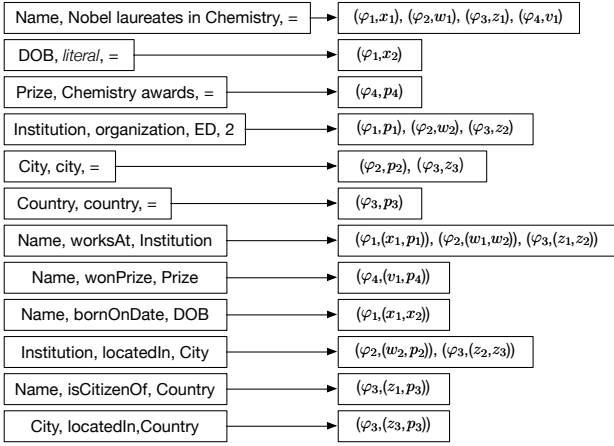 Name, Nobel laureates in Chemistry, = (φ₁,x₁), (φ₂,w₁), (φ₃,z₁), (φ₄,v₁)
DOB, literal, = (φ₁,x₂)
Prize, Chemistry awards, = (φ₄,p₄)
Institution, organization, ED, 2 (φ₁,p₁), (φ₂,w₂), (φ₃,z₂)
City, city, = (φ₂,p₂), (φ₃,z₃)
Country, country, = (φ₃,p₃)
Name, worksAt, Institution (φ₁,(x₁,p₁)), (φ₂,(w₁,w₂)), (φ₃,(z₁,z₂))
Name, wonPrize, Prize (φ₄,(v₁,p₄))
Name, bornOnDate, DOB (φ₁,(x₁,x₂))
Institution, locatedIn, City (φ₂,(w₂,p₂)), (φ₃,(z₂,z₃))
Name, isCitizenOf, Country (φ₃,(z₁,p₃))
City, locatedIn,Country (φ₃,(z₃,p₃))